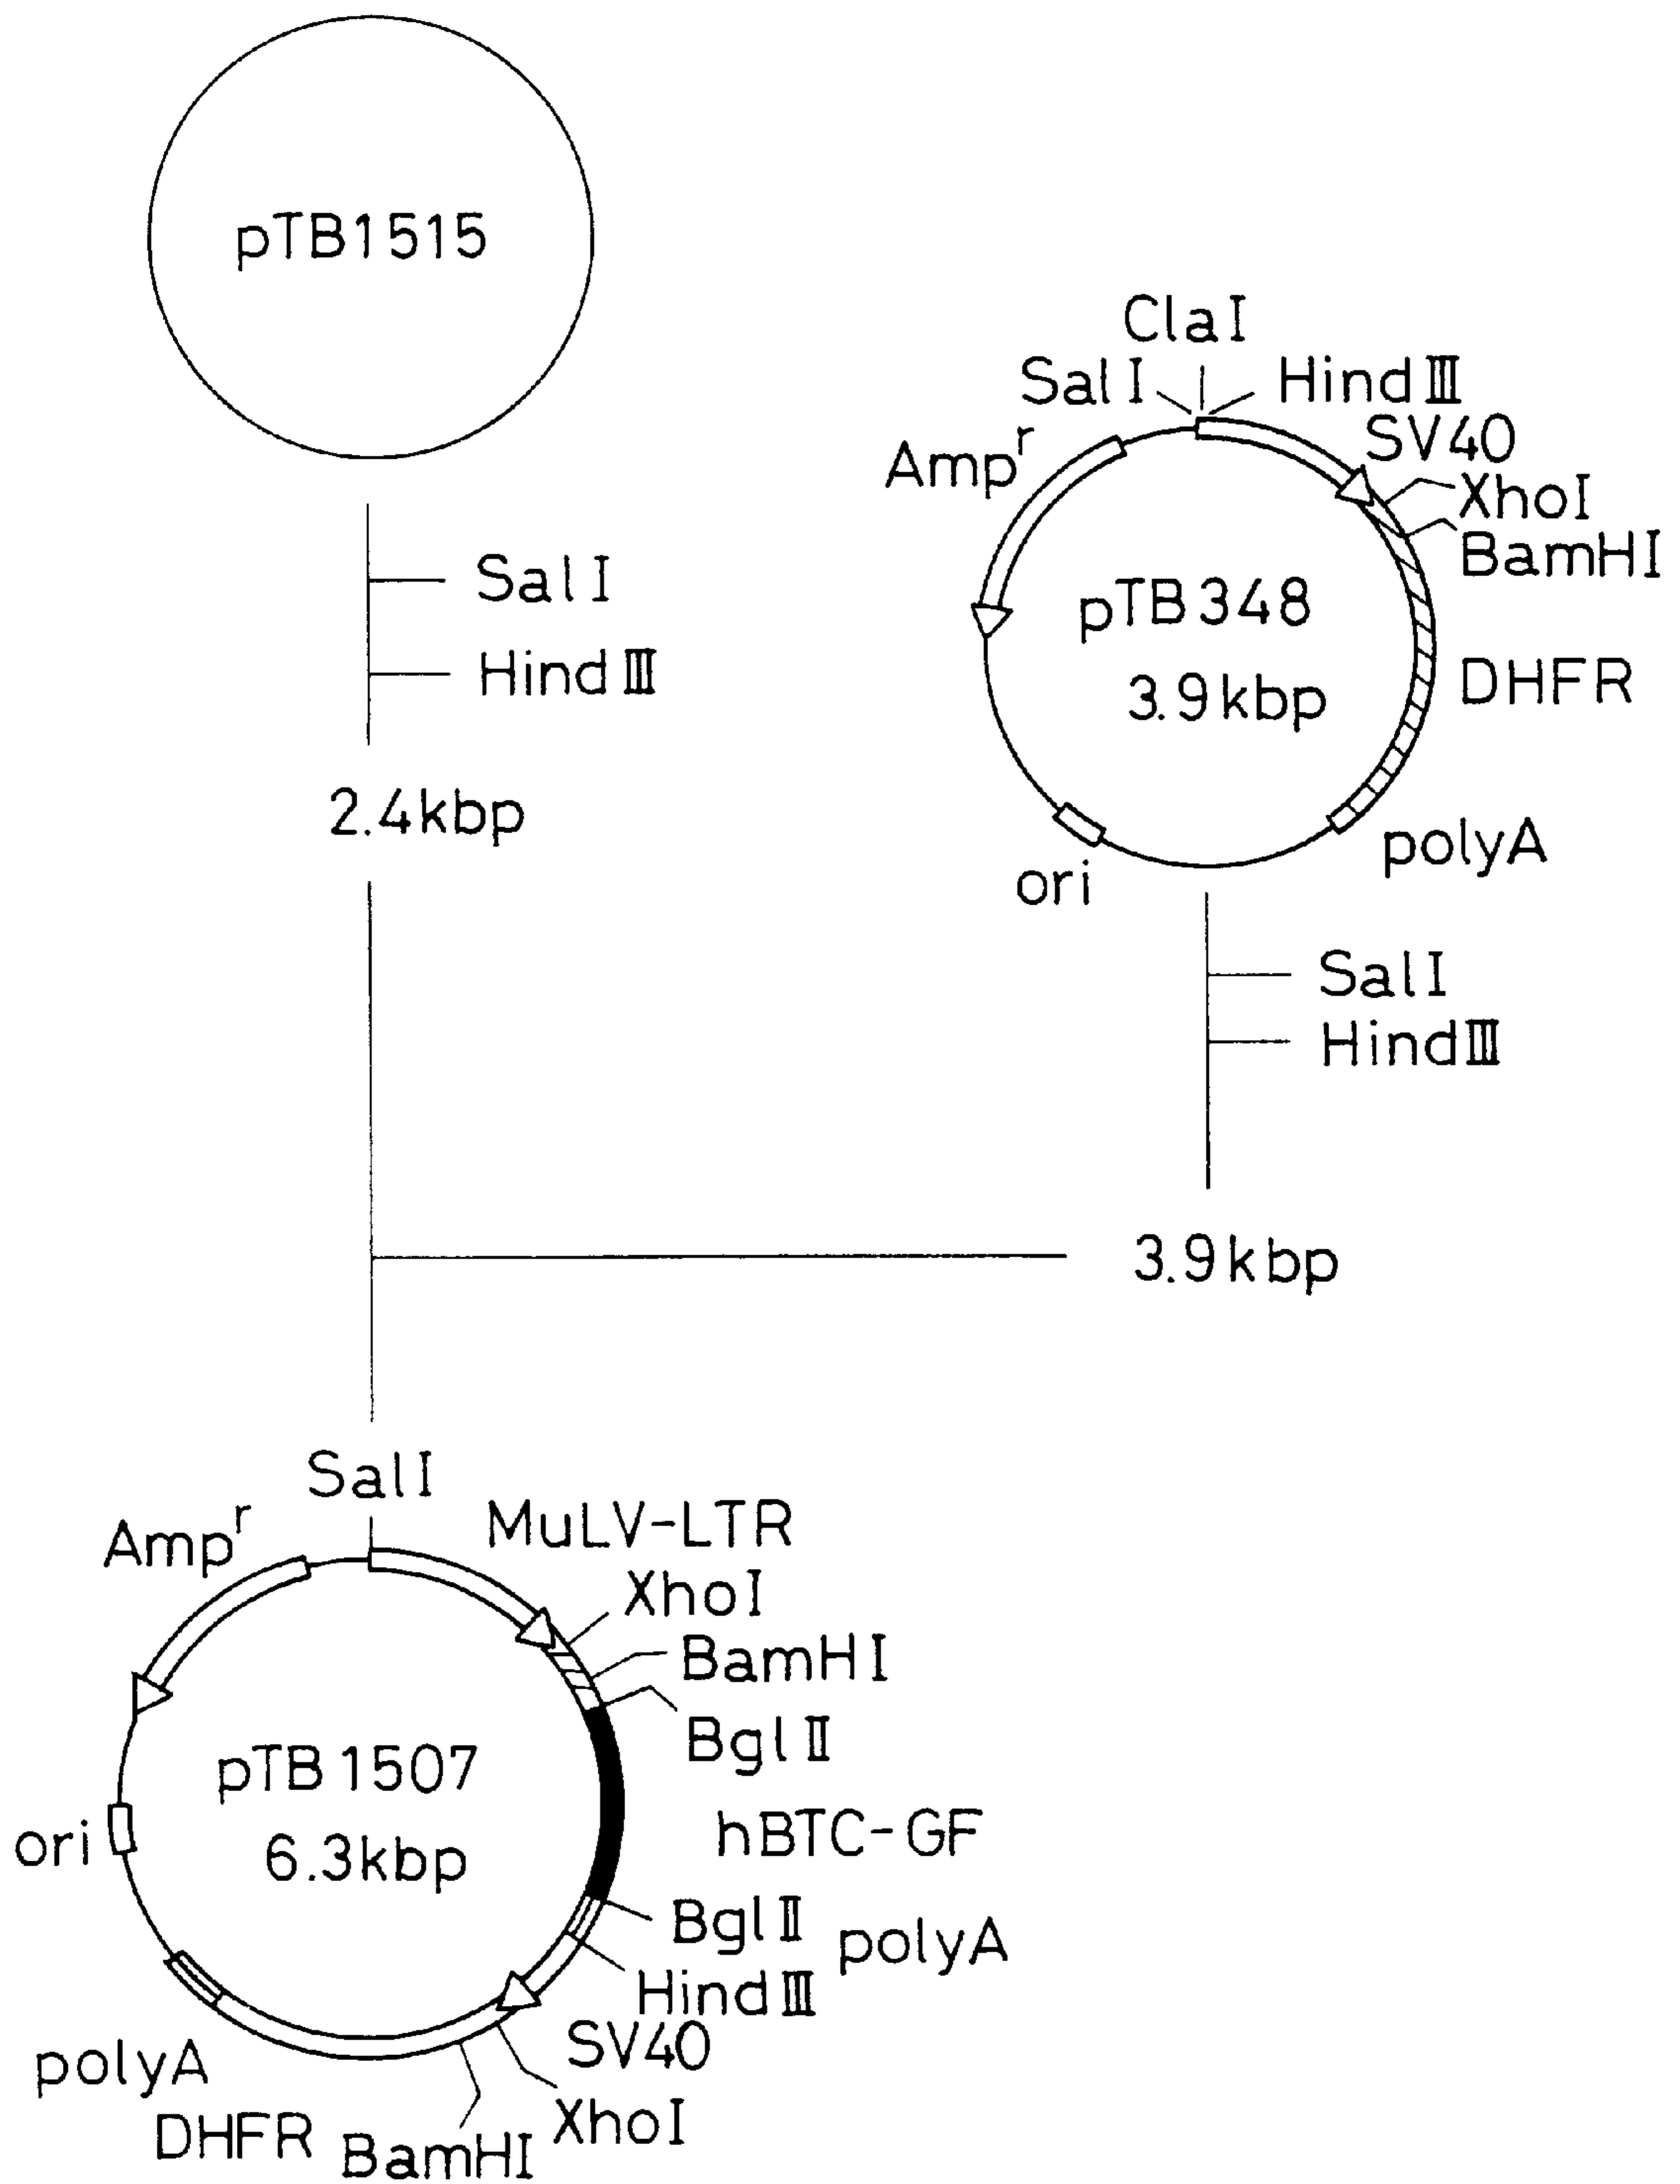 pTB1515
ClaI
SalI
HindIII
SV40
Ampʳ
XhoI
BamHI
pTB348
3.9kbp
DHFR
polyA
ori
SalI
HindIII
2.4kbp
SalI
HindIII
3.9kbp
SalI
Ampʳ
MuLV-LTR
XhoI
BamHI
BglII
pTB1507
6.3kbp
hBTC-GF
ori
BglII
polyA
HindIII
SV40
polyA
XhoI
DHFR
BamHI